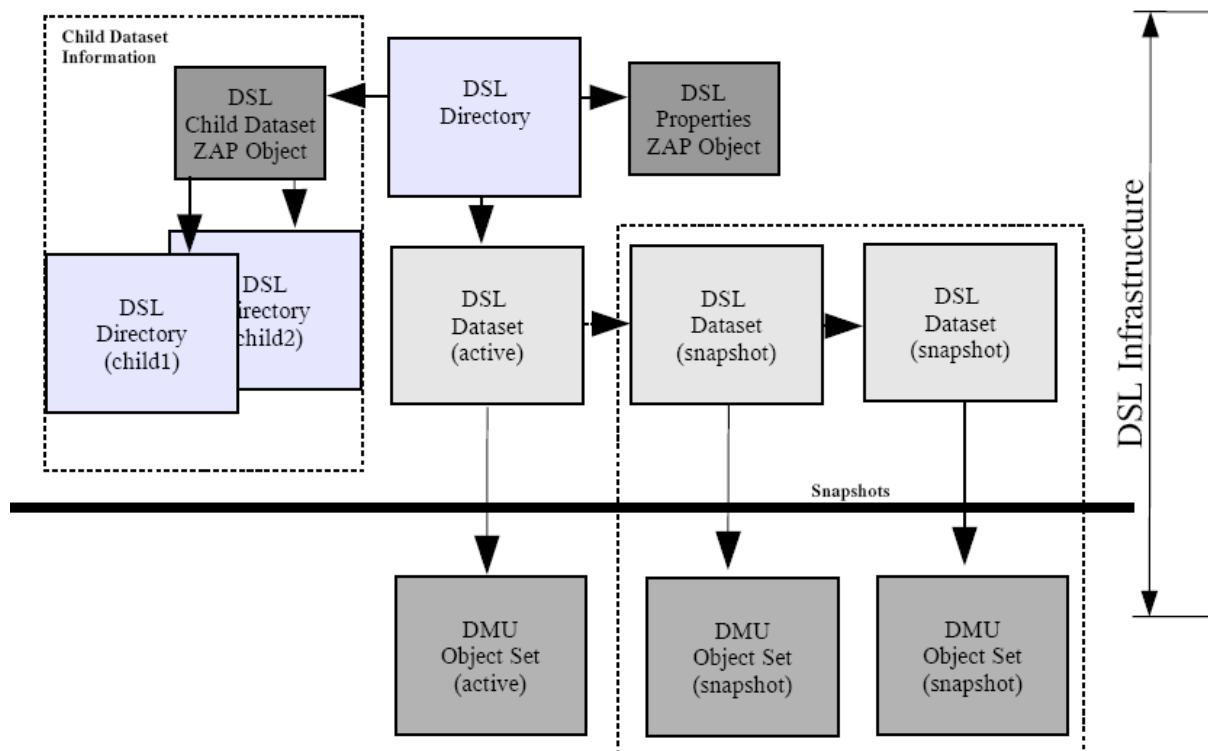 Child Dataset
Information
DSL
Child Dataset
ZAP Object
DSL
Directory
DSL
Properties
ZAP Object
DSL
Directory
(child1)
DSL
irectory
child2)
DSL
Dataset
(active)
DSL
Dataset
(snapshot)
DSL
Dataset
(snapshot)
DSL Infrastructure
Snapshots
DMU
Object Set
(active)
DMU
Object Set
(snapshot)
DMU
Object Set
(snapshot)